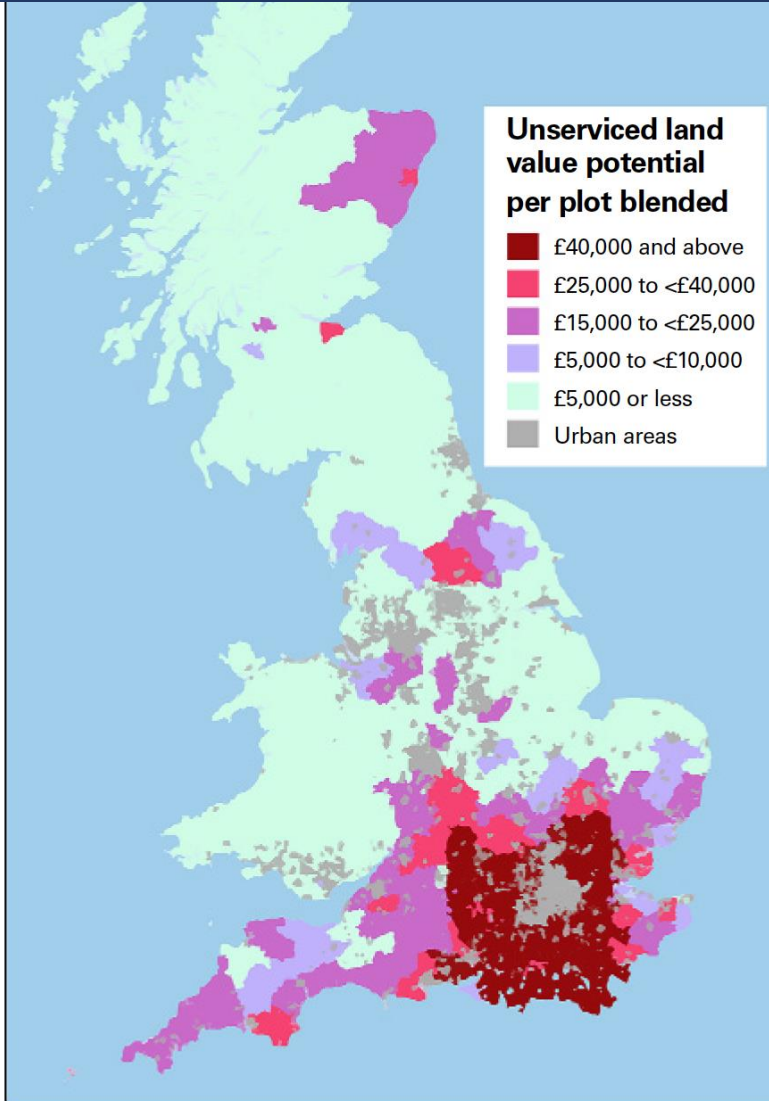 Unserviced land
value potential
per plot blended
£40,000 and above
£25,000 to <£40,000
£15,000 to <£25,000
£5,000 to <£10,000
£5,000 or less
Urban areas